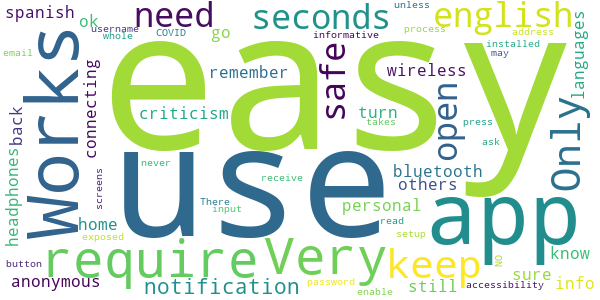 spanish
ok
username
whole
COVID
need
seconds
unless
process
english
address
email
go
informative
installed
may
languages
Works
connecting
remember
safe
wireless
easy
criticism
turn
takes
press
ask
open
Only
back
headphones
screens
never
use
receive
bluetooth
others
There
input
personal
read
app
home
exposed
setup
know
button
require
Very
keep
NO
sure
anonymous
notification
password
enable
still
accessibility
info